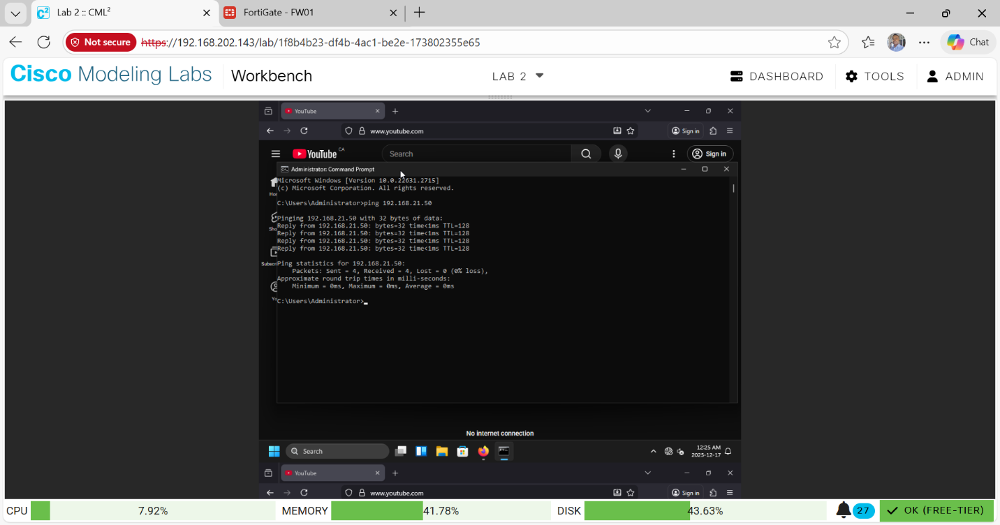 Lab 2 :: CML²
FortiGate - FW01
Not secure
https://192.168.202.143/lab/1f8b4b23-df4b-4ac1-be2e-173802355e65
Chat
Cisco Modeling Labs
Workbench
LAB 2
DASHBOARD
TOOLS
ADMIN
YouTube
www.youtube.com
Sign in
YouTube CA
Search
Sign in
Administrator: Command Prompt
Microsoft Windows [Version 10.0.22631.2715]
(c) Microsoft Corporation. All rights reserved.
C:\Users\Administrator>ping 192.168.21.50
Pinging 192.168.21.50 with 32 bytes of data:
Reply from 192.168.21.50: bytes=32 time<1ms TTL=128
Reply from 192.168.21.50: bytes=32 time<1ms TTL=128
Reply from 192.168.21.50: bytes=32 time<1ms TTL=128
Reply from 192.168.21.50: bytes=32 time<1ms TTL=128
Ping statistics for 192.168.21.50:
Packets: Sent = 4, Received = 4, Lost = 0 (0% loss),
Approximate round trip times in milli-seconds:
Minimum = 0ms, Maximum = 0ms, Average = 0ms
C:\Users\Administrator>
No internet connection
Search
12:25 AM
2025-12-17
YouTube
www.youtube.com
Sign in
CPU
7.92%
MEMORY
41.78%
DISK
43.63%
27
OK (FREE-TIER)